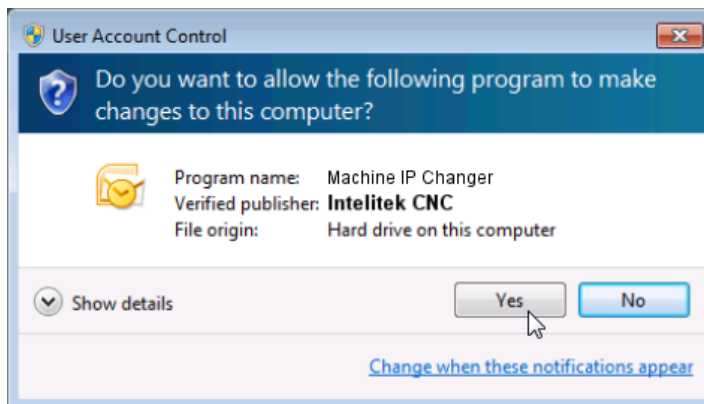 User Account Control
Do you want to allow the following program to make
changes to this computer?
Program name: Machine IP Changer
Verified publisher: Intelitek CNC
File origin: Hard drive on this computer
Show details
Yes No
Change when these notifications appear